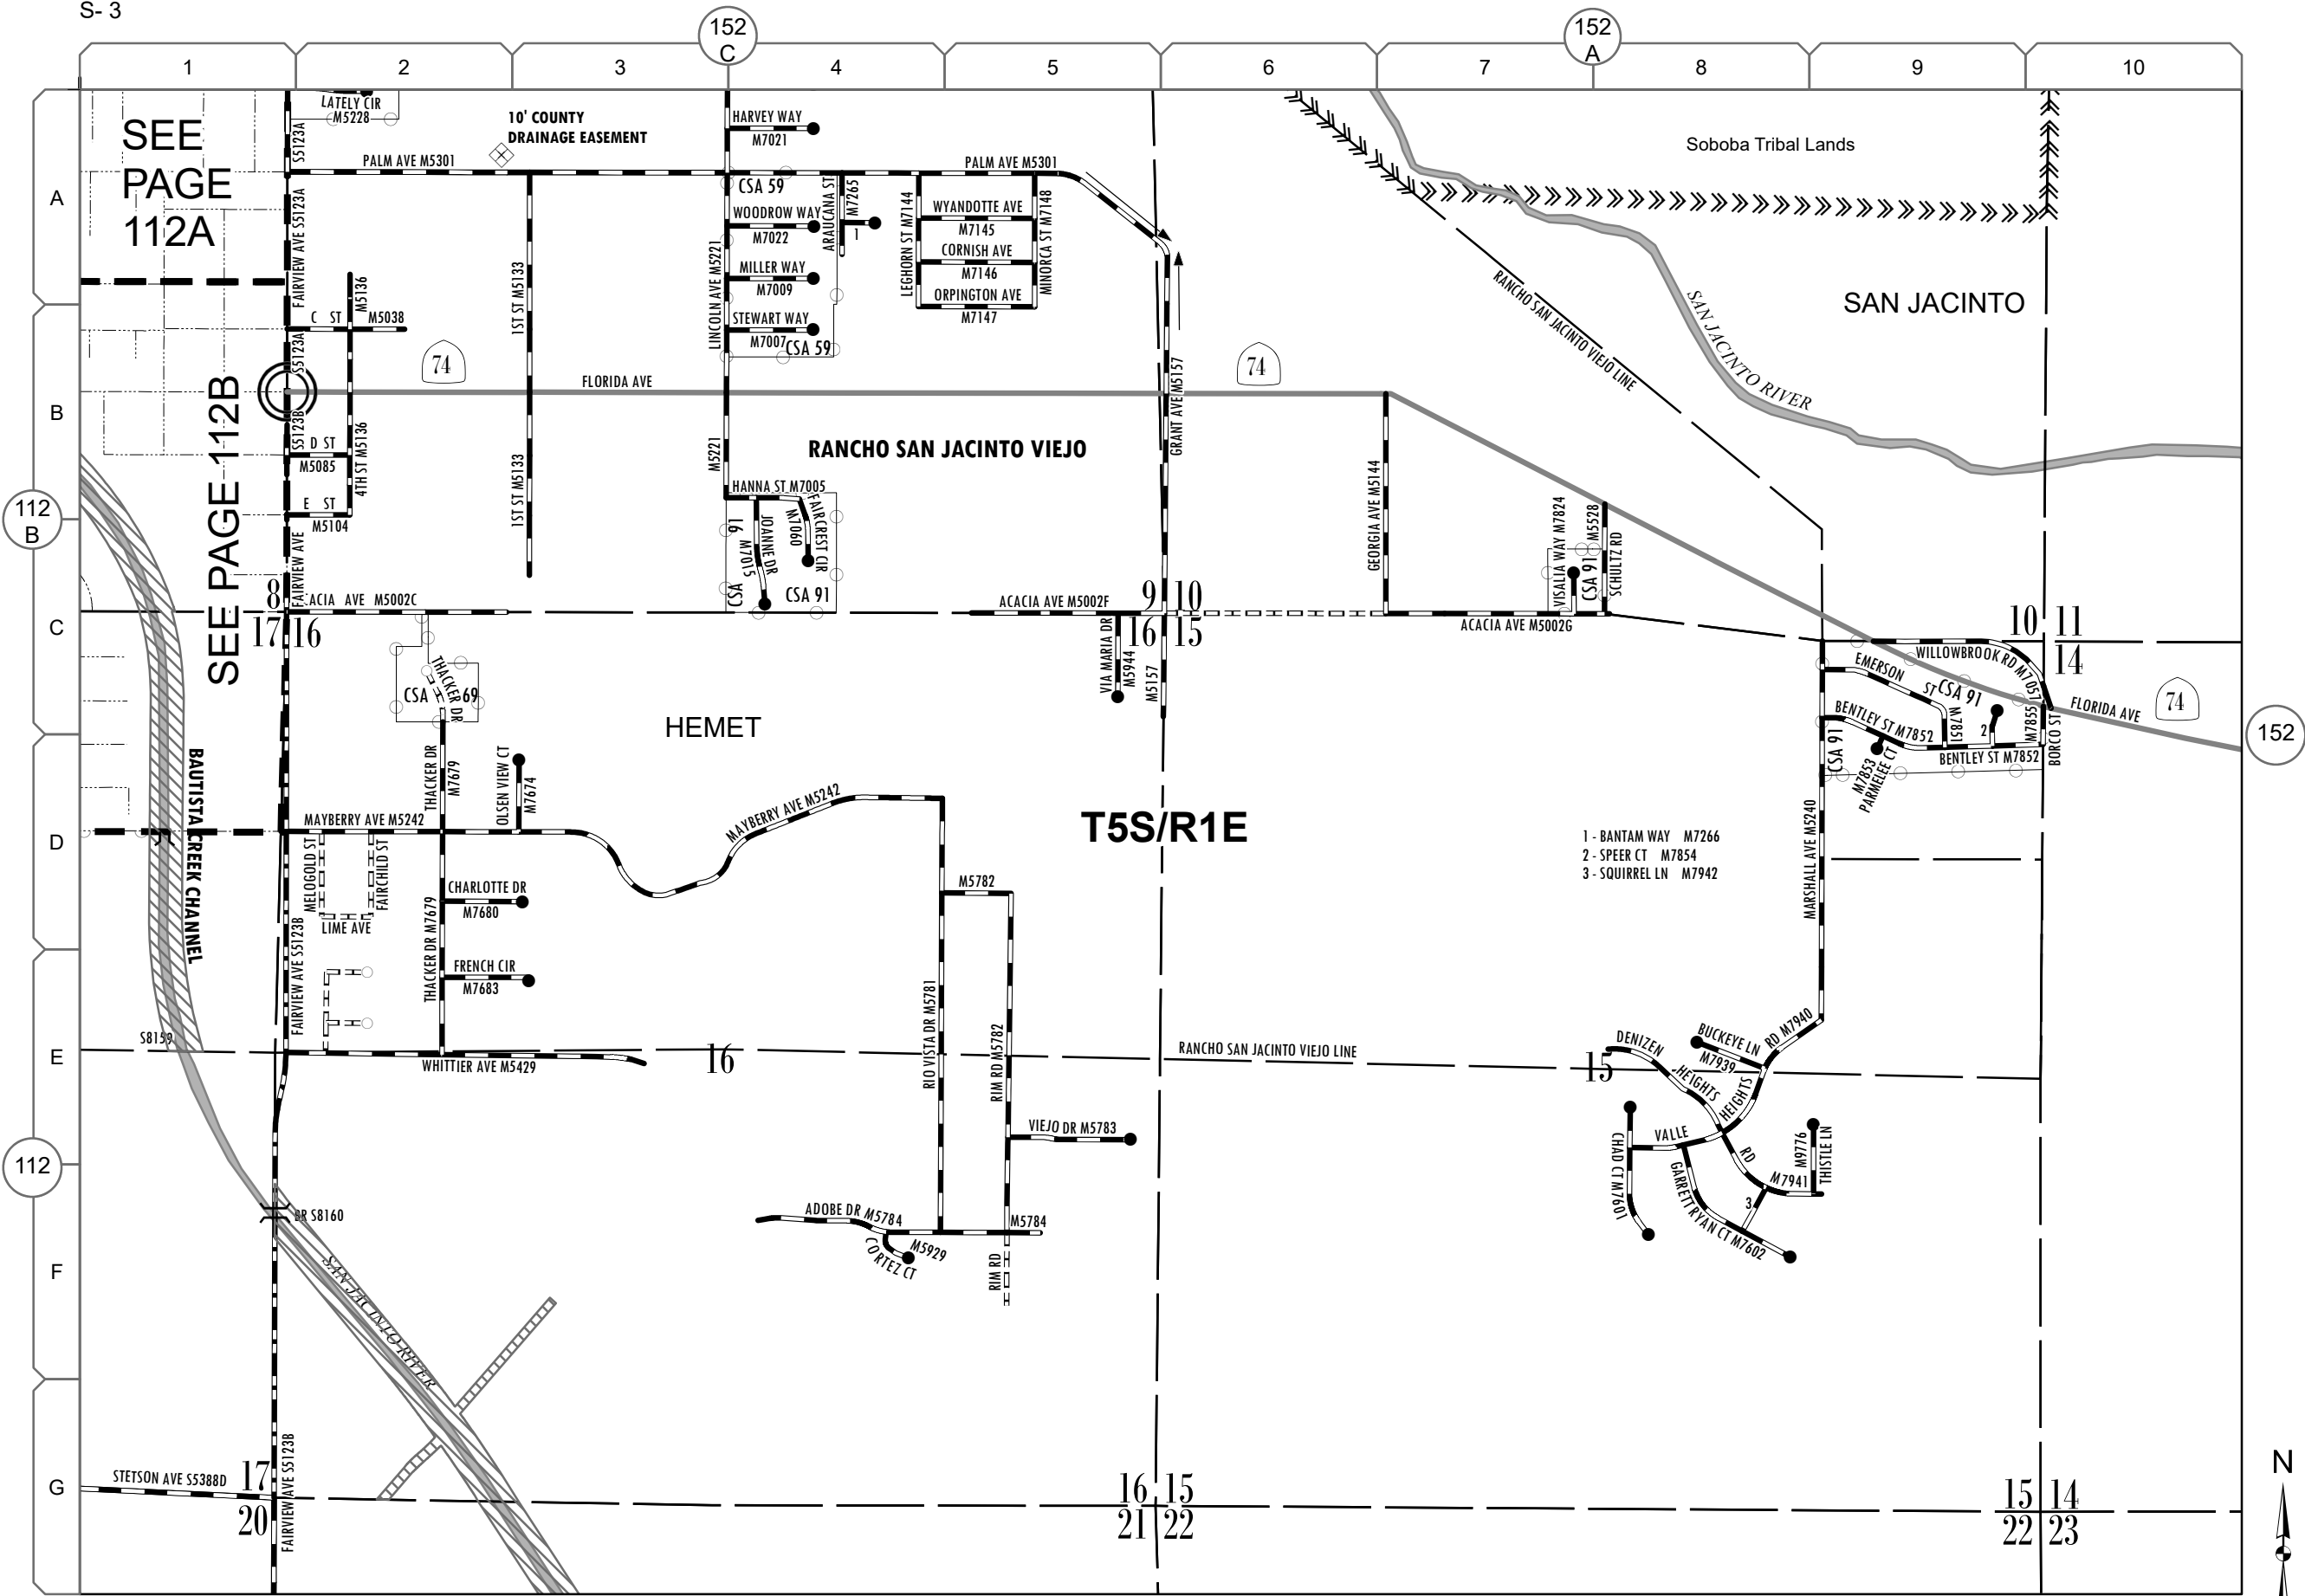 S- 3
152
C
152
A
1
2
3
4
5
6
7
8
9
10
A
B
C
D
E
F
G
112
B
112
152
SEE
PAGE
112A
SEE PAGE 112B
LATELY CIR
M5228
S5123A
10' COUNTY
DRAINAGE EASEMENT
PALM AVE M5301
PALM AVE M5301
HARVEY WAY
M7021
CSA 59
WOODROW WAY
M7022
ARAUCANA ST
M7265
1
MILLER WAY
M7009
STEWART WAY
M7007
CSA 59
LINCOLN AVE M5221
LEGHORN ST M7144
WYANDOTTE AVE
M7145
CORNISH AVE
M7146
ORPINGTON AVE
M7147
MINORCA ST M7148
Soboba Tribal Lands
SAN JACINTO
SAN JACINTO RIVER
RANCHO SAN JACINTO VIEJO LINE
FAIRVIEW AVE S5123A
M5136
C ST
M5038
S5123A
1ST ST M5133
74
FLORIDA AVE
74
GRANT AVE M5157
S5123B
D ST
M5085
4TH ST M5136
E ST
M5104
1ST ST M5133
M5221
RANCHO SAN JACINTO VIEJO
HANNA ST M7005
FAIRCREST CIR
M7060
JOANNE DR
M7015
CSA 91
CSA 91
GEORGIA AVE M5144
VISALIA WAY M7824
M5528
CSA 91
SCHULTZ RD
FAIRVIEW AVE
8
17
16
ACIA AVE M5002C
ACACIA AVE M5002F
9
10
16
15
ACACIA AVE M5002G
VIA MARIA DR
M5944
M5157
10
11
14
WILLOWBROOK RD M7057
EMERSON ST
M7851
CSA 91
BENTLEY ST M7852
BENTLEY ST M7852
2
M7855
BORCO ST
FLORIDA AVE
74
CSA 91
M7853
PARMELEE CT
THACKER DR
CSA 69
HEMET
THACKER DR
M7679
OLSEN VIEW CT
M7674
BAUTISTA CREEK CHANNEL
MAYBERRY AVE M5242
MAYBERRY AVE M5242
T5S/R1E
1 - BANTAM WAY M7266
2 - SPEER CT M7854
3 - SQUIRREL LN M7942
MARSHALL AVE M5240
MELOGOLD ST
FAIRCHILD ST
LIME AVE
CHARLOTTE DR
M7680
M5782
FAIRVIEW AVE S5123B
THACKER DR M7679
FRENCH CIR
M7683
RIO VISTA DR M5781
RIM RD M5782
S8159
WHITTIER AVE M5429
16
RANCHO SAN JACINTO VIEJO LINE
15
DENIZEN
HEIGHTS
RD
M7941
BUCKEYE LN
M7939
VALLE
HEIGHTS
RD M7940
VIEJO DR M5783
CHAD CT M7601
GARRETT RYAN CT M7602
3
M9776
THISTLE LN
BR S8160
ADOBE DR M5784
M5784
CORTEZ CT
M5929
RIM RD
SAN JACINTO RIVER
STETSON AVE S5388D
17
20
FAIRVIEW AVE S5123B
16
15
21
22
15
14
22
23
N